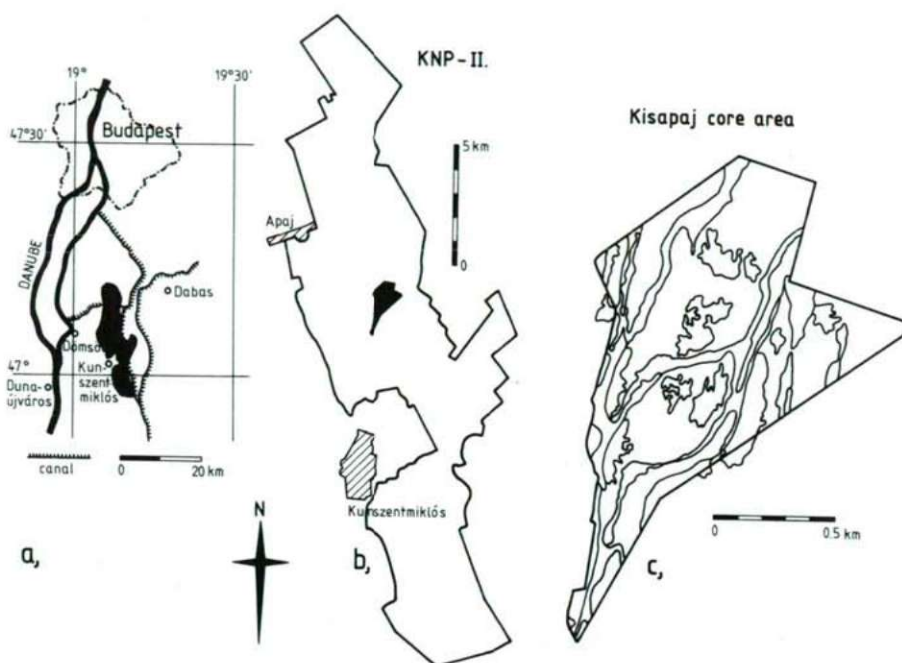 19°
19°30'
47°30'
Budapest
DANUBE
Dabas
Dömsöd
47°
Kun-
szent-
miklós
Duna-
újváros
canal
0 20 km
a,
N
KNP-II.
5 km
0
Apaj
Kunszentmiklós
b,
Kisapaj core area
0 0.5 km
c,